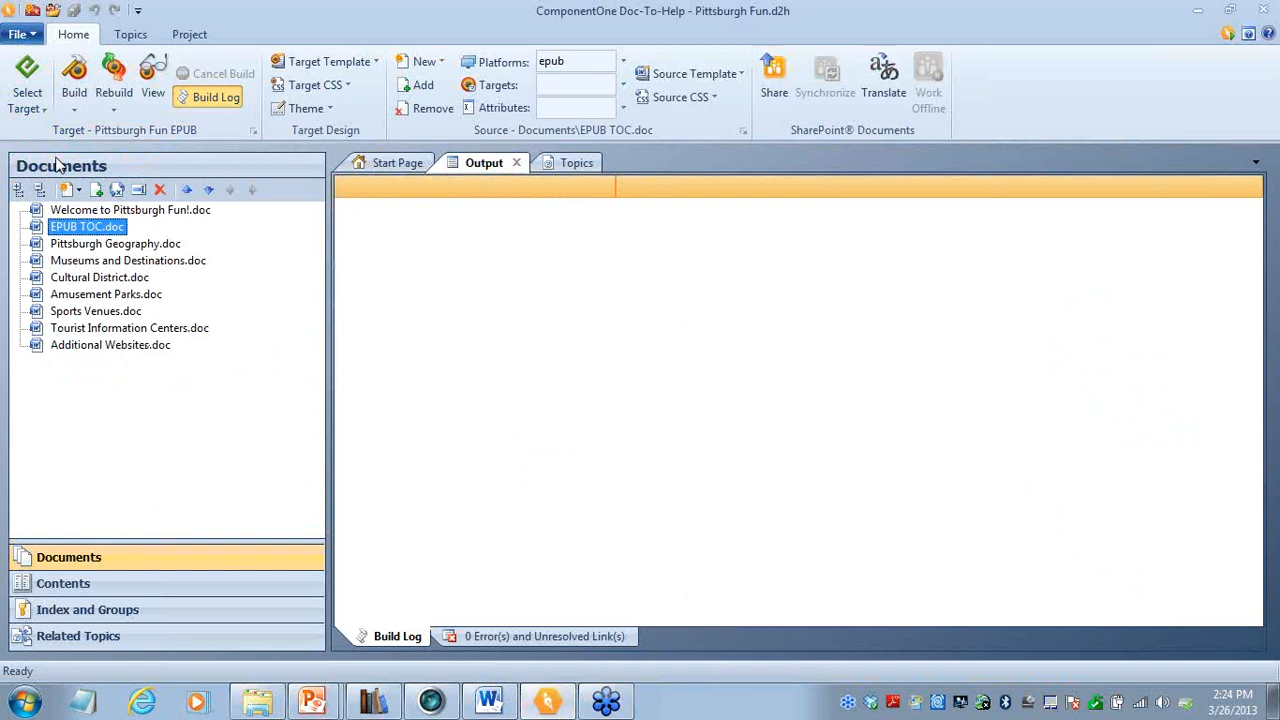 ComponentOne Doc-To-Help - Pittsburgh Fun.d2h
File
Home
Topics
Project
Select Target
Build
Rebuild
View
Cancel Build
Build Log
Target - Pittsburgh Fun EPUB
Target Template
Target CSS
Theme
Target Design
New
Add
Remove
Platforms: epub
Targets:
Attributes:
Source Template
Source CSS
Source - Documents\EPUB TOC.doc
Share
Synchronize
Translate
Work Offline
SharePoint® Documents
Documents
Welcome to Pittsburgh Fun!.doc
EPUB TOC.doc
Pittsburgh Geography.doc
Museums and Destinations.doc
Cultural District.doc
Amusement Parks.doc
Sports Venues.doc
Tourist Information Centers.doc
Additional Websites.doc
Documents
Contents
Index and Groups
Related Topics
Start Page
Output
Topics
Build Log
0 Error(s) and Unresolved Link(s)
Ready
2:24 PM
3/26/2013